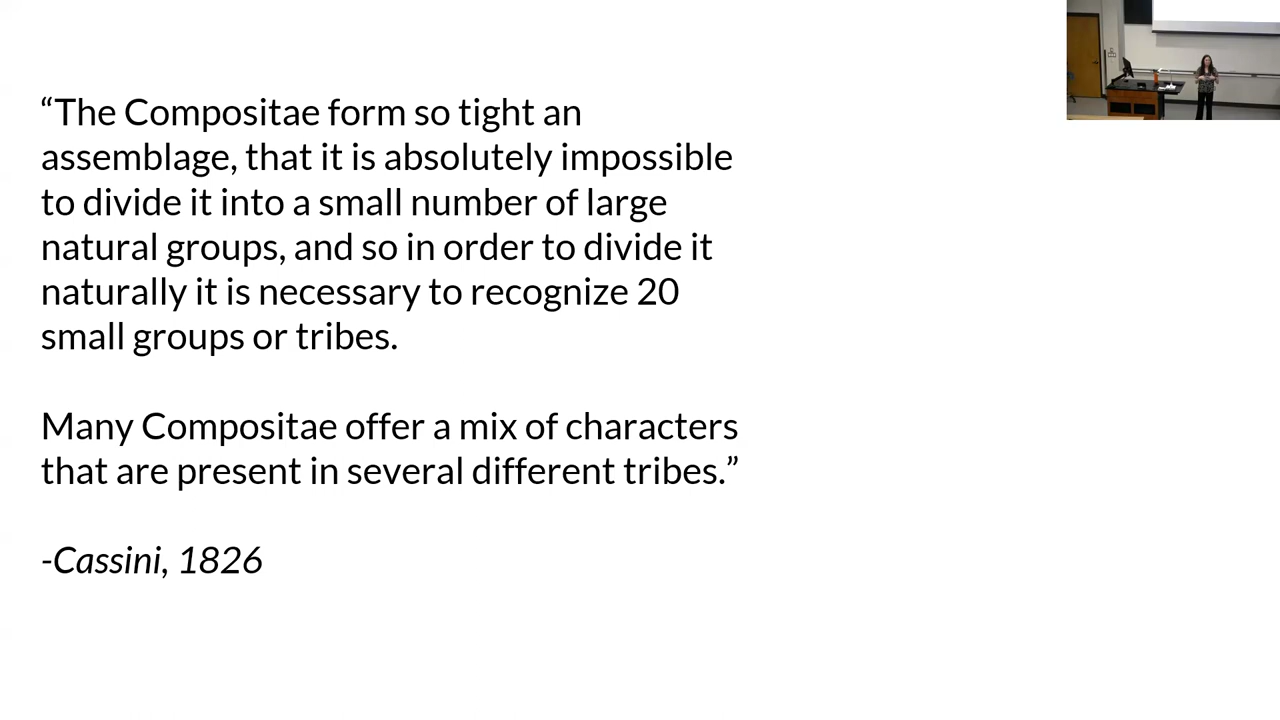 “The Compositae form so tight an
assemblage, that it is absolutely impossible
to divide it into a small number of large
natural groups, and so in order to divide it
naturally it is necessary to recognize 20
small groups or tribes.
Many Compositae offer a mix of characters
that are present in several different tribes.”
-Cassini, 1826